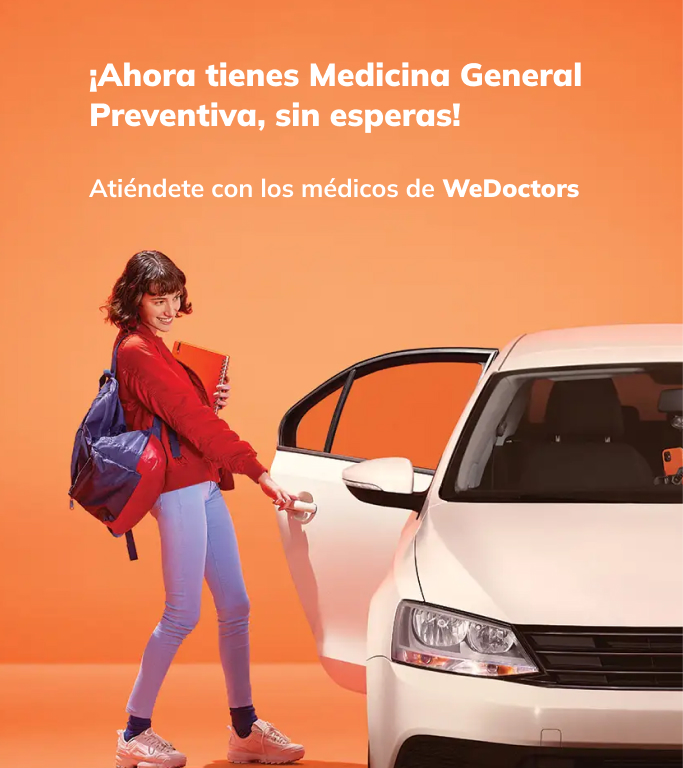 ¡Ahora tienes Medicina General
Preventiva, sin esperas!
Atiéndete con los médicos de WeDoctors